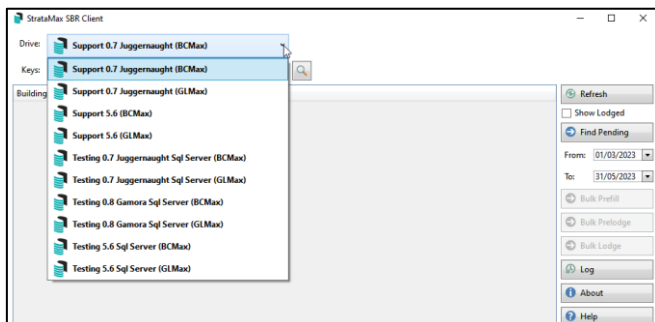 StrataMax SBR Client
Drive: Support 0.7 Juggernaught (BCMax)
Keys: Support 0.7 Juggernaught (BCMax)
Building
Support 0.7 Juggernaught (GLMax)
Support 5.6 (BCMax)
Support 5.6 (GLMax)
Testing 0.7 Juggernaught Sql Server (BCMax)
Testing 0.7 Juggernaught Sql Server (GLMax)
Testing 0.8 Gamora Sql Server (BCMax)
Testing 0.8 Gamora Sql Server (GLMax)
Testing 5.6 Sql Server (BCMax)
Testing 5.6 Sql Server (GLMax)
Refresh
Show Lodged
Find Pending
From: 01/03/2023
To: 31/05/2023
Bulk Prefill
Bulk Prelodge
Bulk Lodge
Log
About
Help